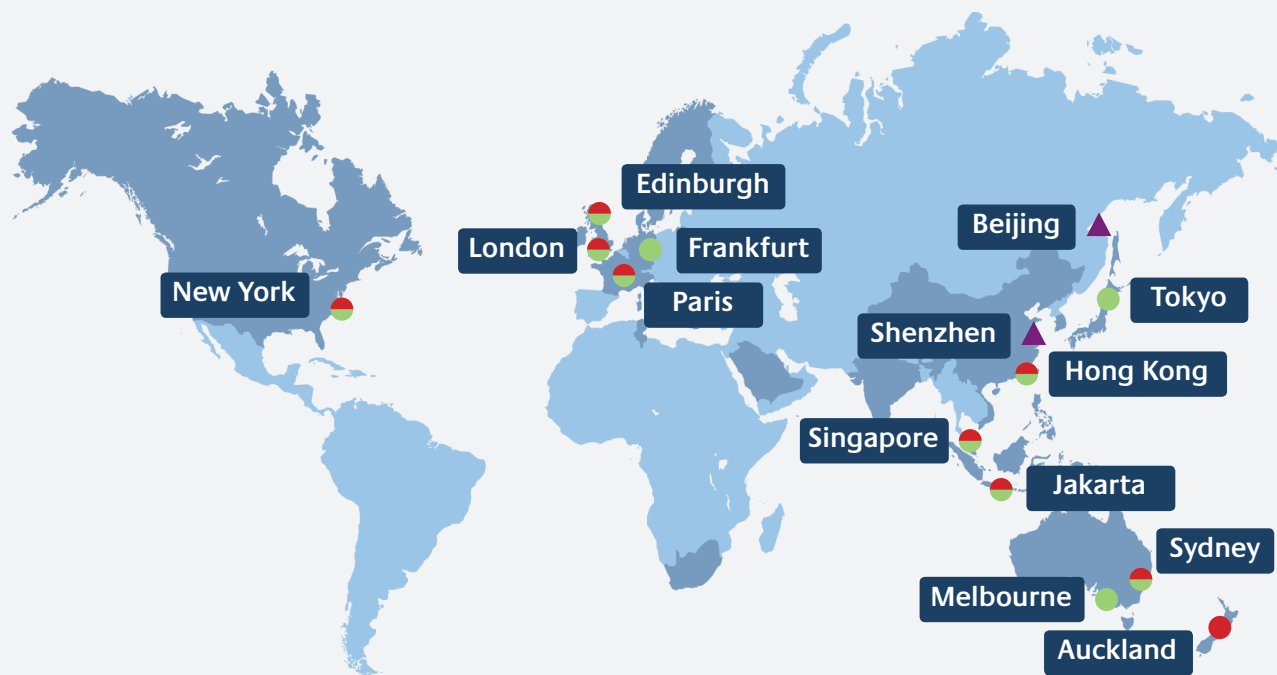 Edinburgh
Beijing
London
Frankfurt
New York
Paris
Tokyo
Shenzhen
Hong Kong
Singapore
Jakarta
Sydney
Melbourne
Auckland